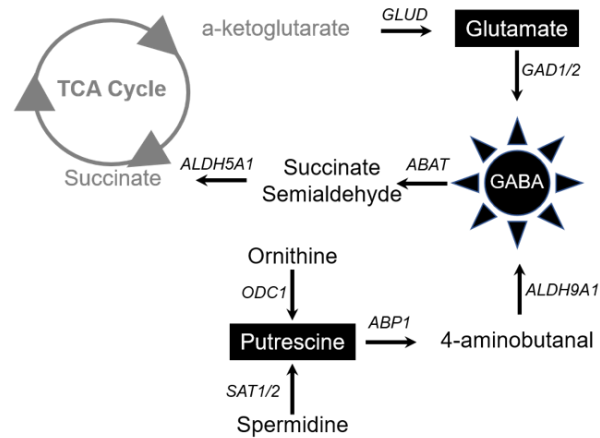 a-ketoglutarate
GLUD
Glutamate
GAD1/2
TCA Cycle
Succinate
ALDH5A1
Succinate
Semialdehyde
ABAT
GABA
Ornithine
ODC1
ALDH9A1
Putrescine
ABP1
4-aminobutanal
SAT1/2
Spermidine